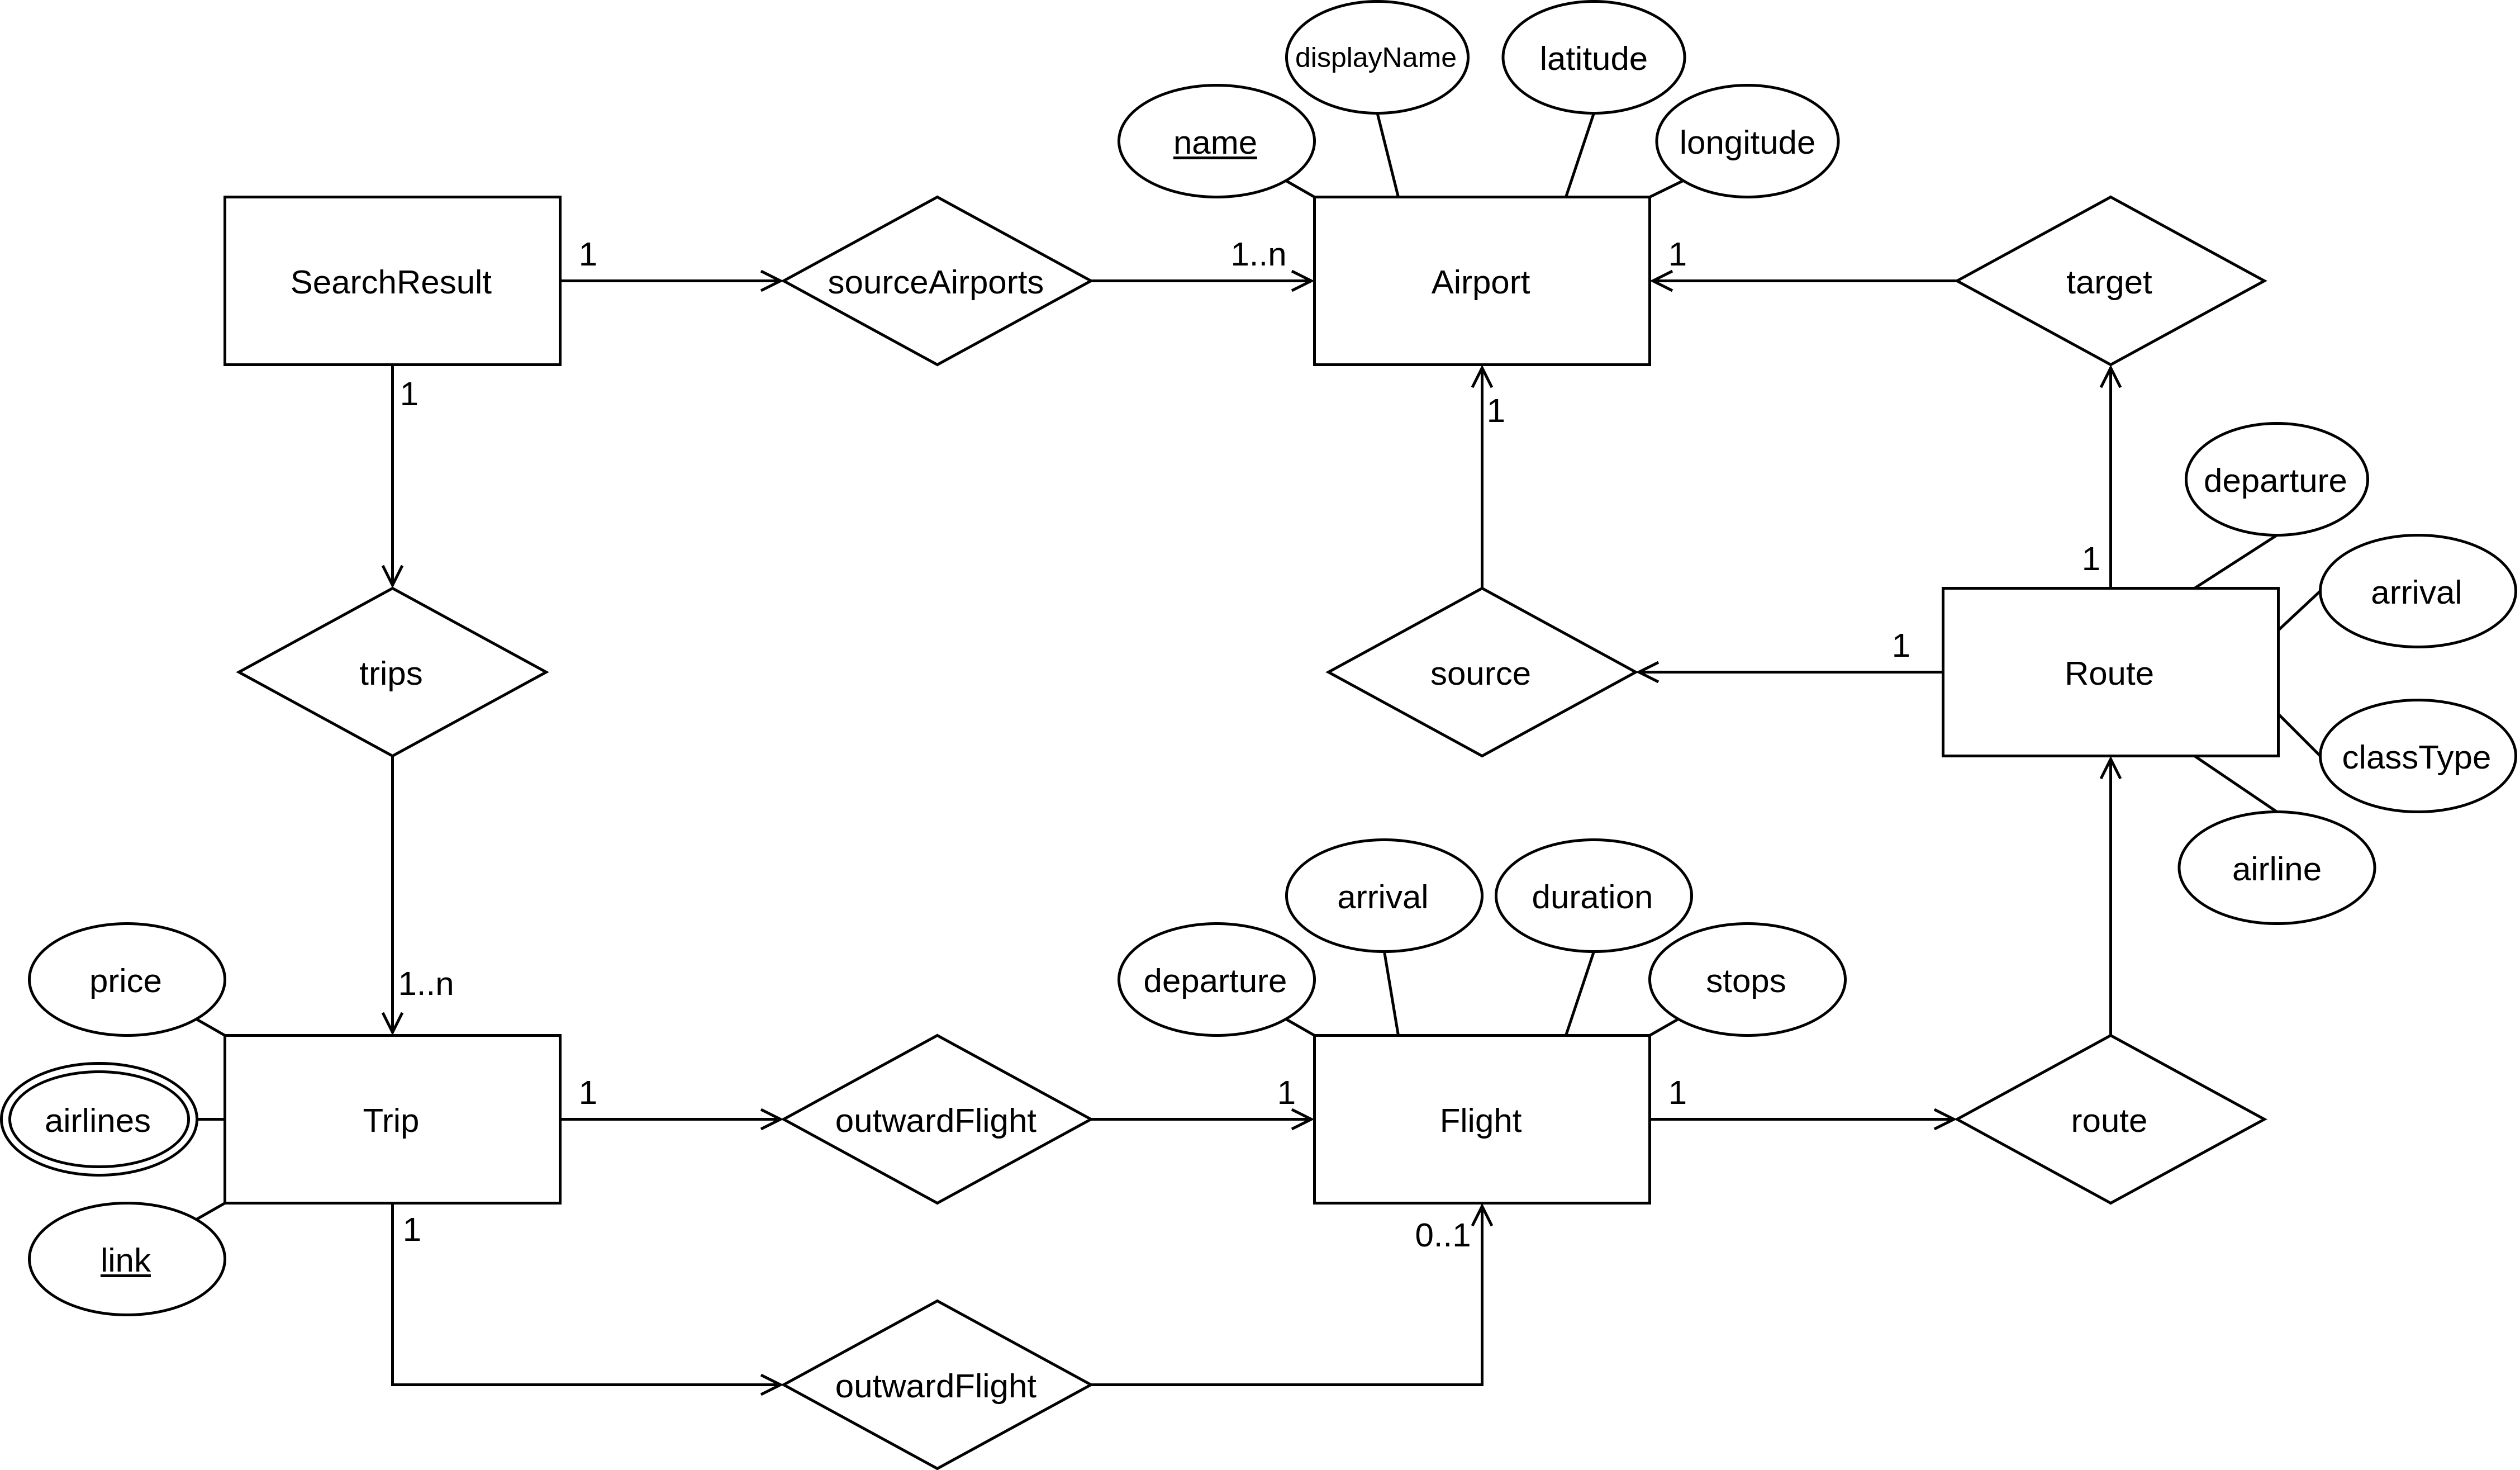 displayName
latitude
name
longitude
SearchResult
1
sourceAirports
1..n
Airport
1
target
1
1
departure
1
arrival
trips
source
1
Route
classType
airline
arrival
duration
price
1..n
departure
stops
airlines
Trip
1
outwardFlight
1
Flight
1
route
link
1
0..1
outwardFlight